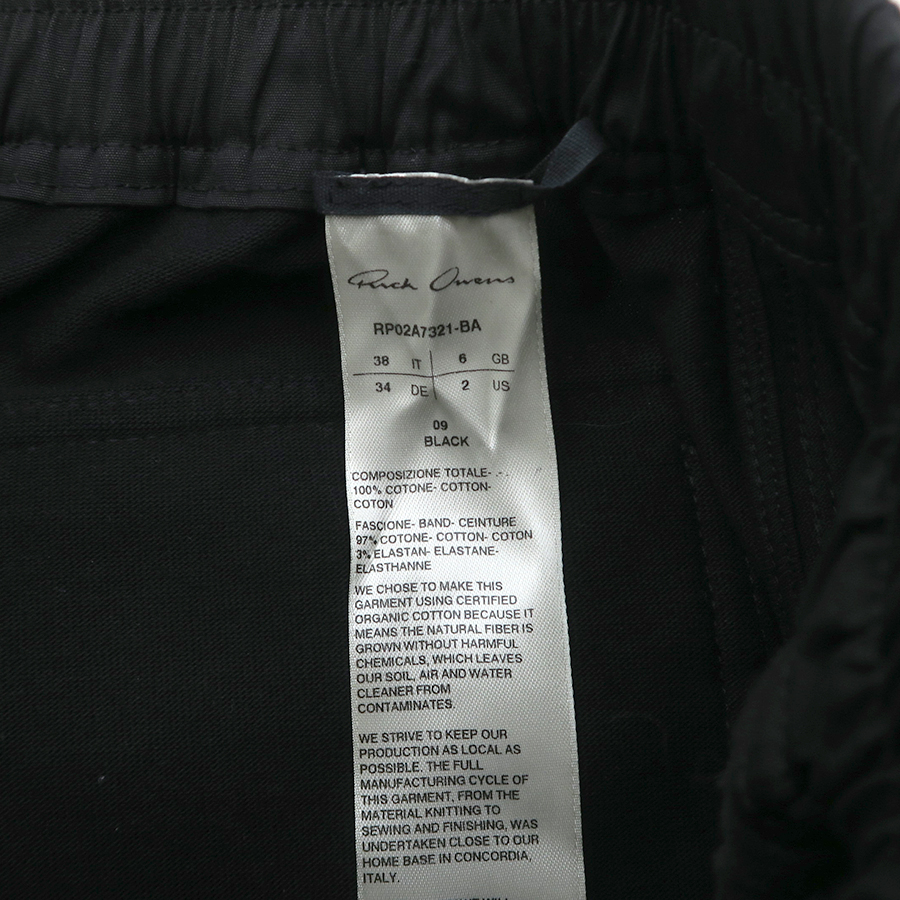 Rick Owens
RP02A7321-BA
38 IT 6 GB
34 DE 2 US
09
BLACK
COMPOSIZIONE TOTALE- .- .
100% COTONE- COTTON-
COTON
FASCIONE- BAND- CEINTURE
97% COTONE- COTTON- COTON
3% ELASTAN- ELASTANE-
ELASTHANNE
WE CHOSE TO MAKE THIS
GARMENT USING CERTIFIED
ORGANIC COTTON BECAUSE IT
MEANS THE NATURAL FIBER IS
GROWN WITHOUT HARMFUL
CHEMICALS, WHICH LEAVES
OUR SOIL, AIR AND WATER
CLEANER FROM
CONTAMINATES.
WE STRIVE TO KEEP OUR
PRODUCTION AS LOCAL AS
POSSIBLE. THE FULL
MANUFACTURING CYCLE OF
THIS GARMENT, FROM THE
MATERIAL KNITTING TO
SEWING AND FINISHING, WAS
UNDERTAKEN CLOSE TO OUR
HOME BASE IN CONCORDIA,
ITALY.